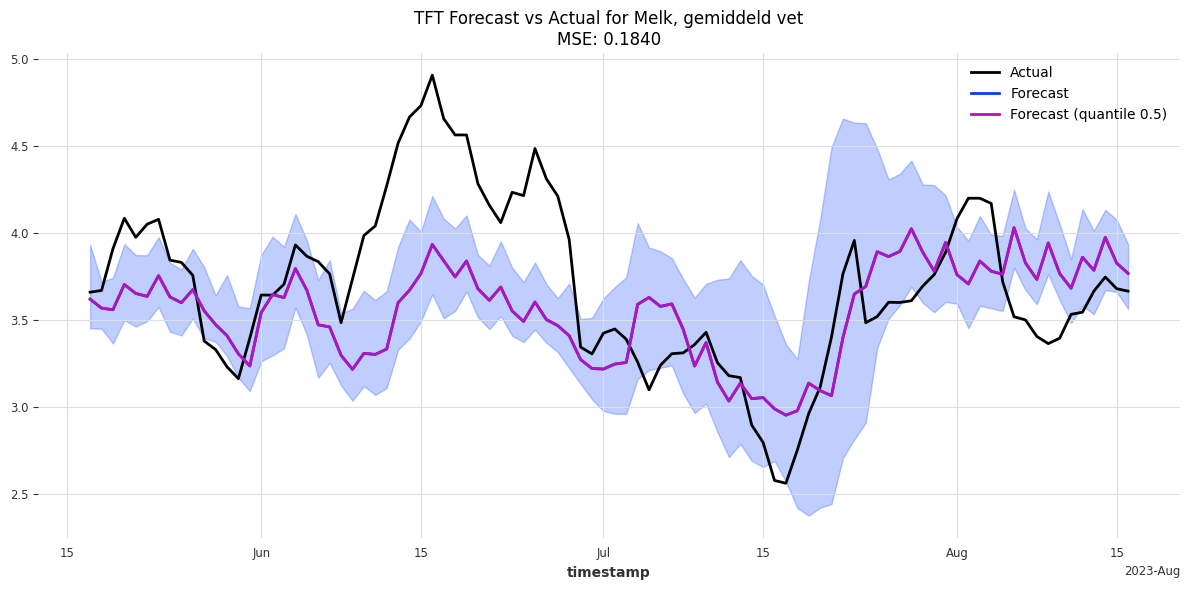 TFT Forecast vs Actual for Melk, gemiddeld vet
MSE: 0.1840
Actual
Forecast
Forecast (quantile 0.5)
5.0
4.5
4.0
3.5
3.0
2.5
15
Jun
15
Jul
15
Aug
15
timestamp
2023-Aug